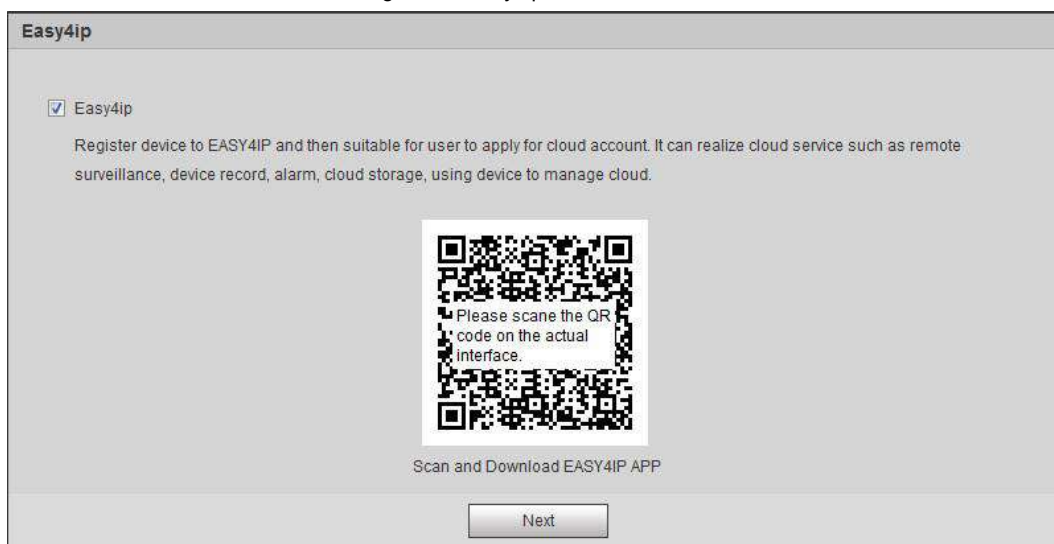 Easy4ip
Easy4ip
Register device to EASY4IP and then suitable for user to apply for cloud account. It can realize cloud service such as remote
surveillance, device record, alarm, cloud storage, using device to manage cloud.
Please scane the QR
code on the actual
interface.
Scan and Download EASY4IP APP
Next